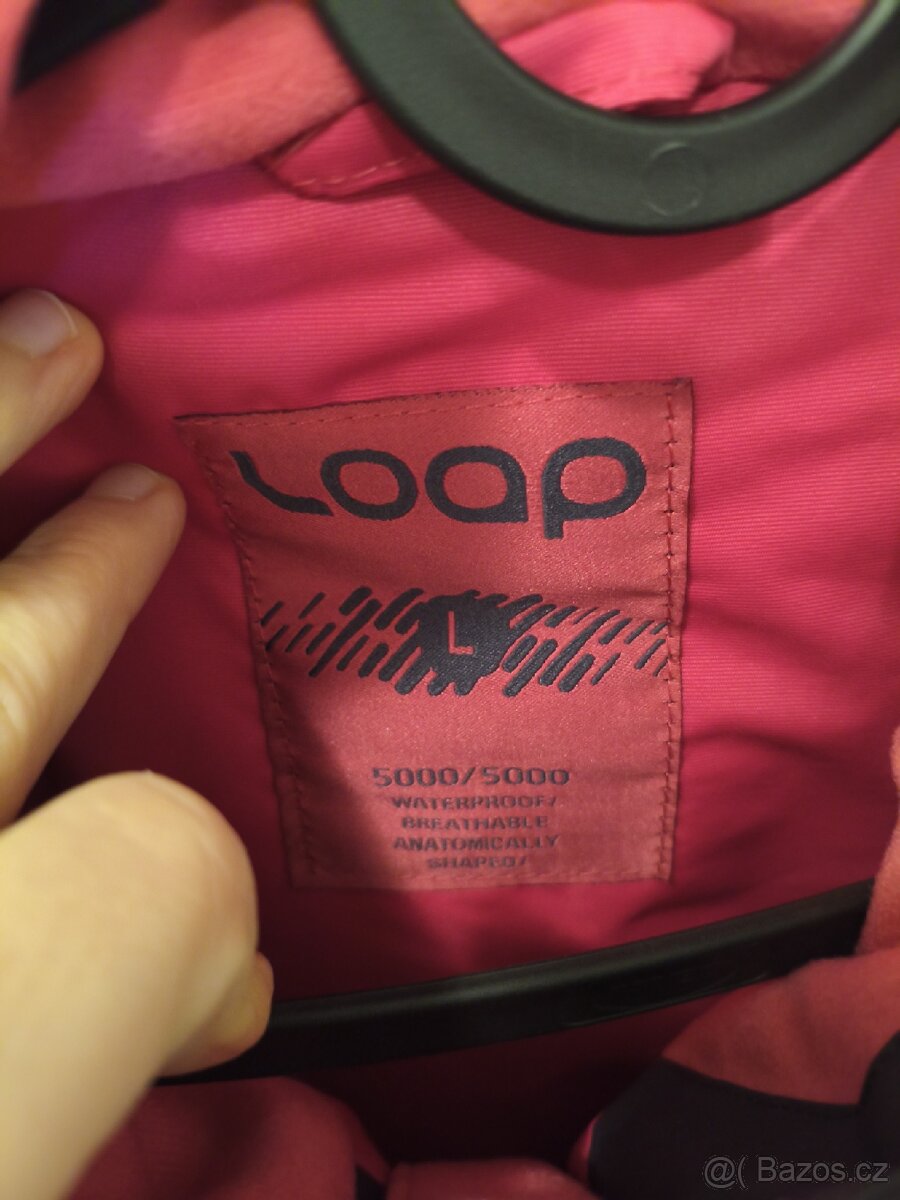 LOAP
L
5000/5000
WATERPROOF/
BREATHABLE
ANATOMICALLY
SHAPED/
@( Bazos.cz